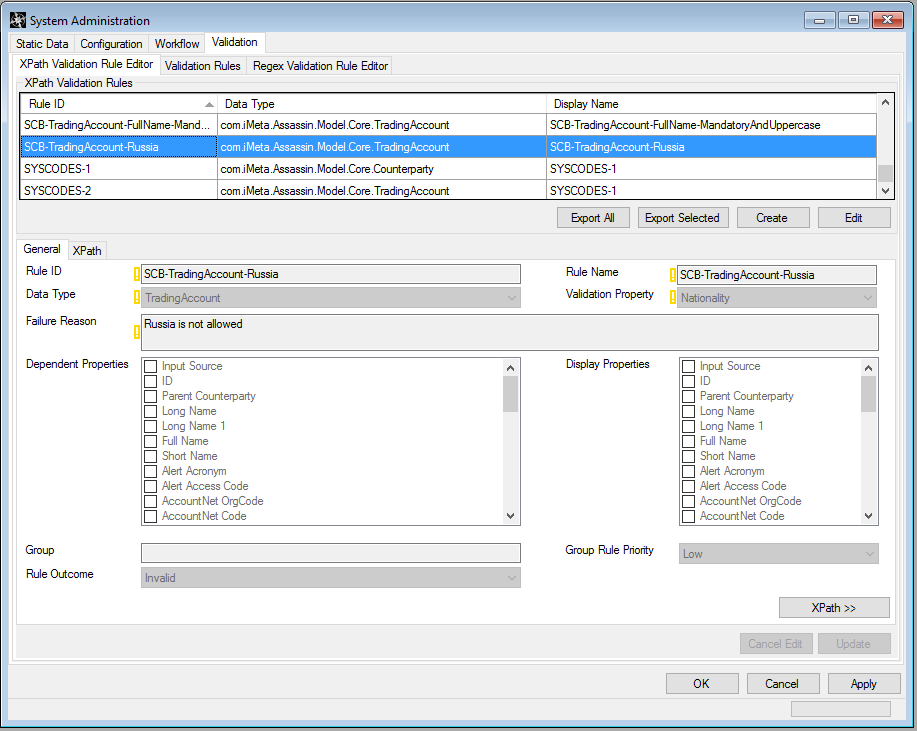 System Administration
Static Data Configuration Workflow Validation
XPath Validation Rule Editor Validation Rules Regex Validation Rule Editor
XPath Validation Rules
Rule ID Data Type Display Name
SCB-TradingAccount-FullName-Mand... com.iMeta.Assassin.Model.Core.TradingAccount SCB-TradingAccount-FullName-MandatoryAndUppercase
SCB-TradingAccount-Russia com.iMeta.Assassin.Model.Core.TradingAccount SCB-TradingAccount-Russia
SYSCODES-1 com.iMeta.Assassin.Model.Core.Counterparty SYSCODES-1
SYSCODES-2 com.iMeta.Assassin.Model.Core.TradingAccount SYSCODES-1
Export All Export Selected Create Edit
General XPath
Rule ID SCB-TradingAccount-Russia Rule Name SCB-TradingAccount-Russia
Data Type TradingAccount Validation Property Nationality
Failure Reason Russia is not allowed
Dependent Properties Input Source Display Properties Input Source
ID ID
Parent Counterparty Parent Counterparty
Long Name Long Name
Long Name 1 Long Name 1
Full Name Full Name
Short Name Short Name
Alert Acronym Alert Acronym
Alert Access Code Alert Access Code
AccountNet OrgCode AccountNet OrgCode
AccountNet Code AccountNet Code
Group Group Rule Priority Low
Rule Outcome Invalid
XPath >>
Cancel Edit Update
OK Cancel Apply